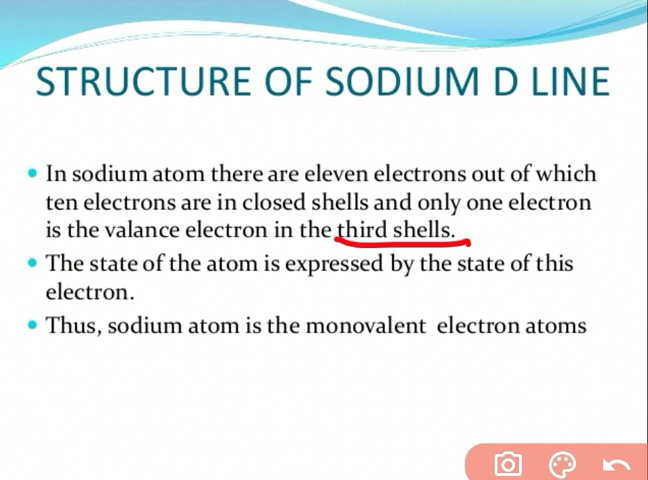 STRUCTURE OF SODIUM D LINE
• In sodium atom there are eleven electrons out of which
ten electrons are in closed shells and only one electron
is the valance electron in the third shells.
• The state of the atom is expressed by the state of this
electron.
• Thus, sodium atom is the monovalent electron atoms